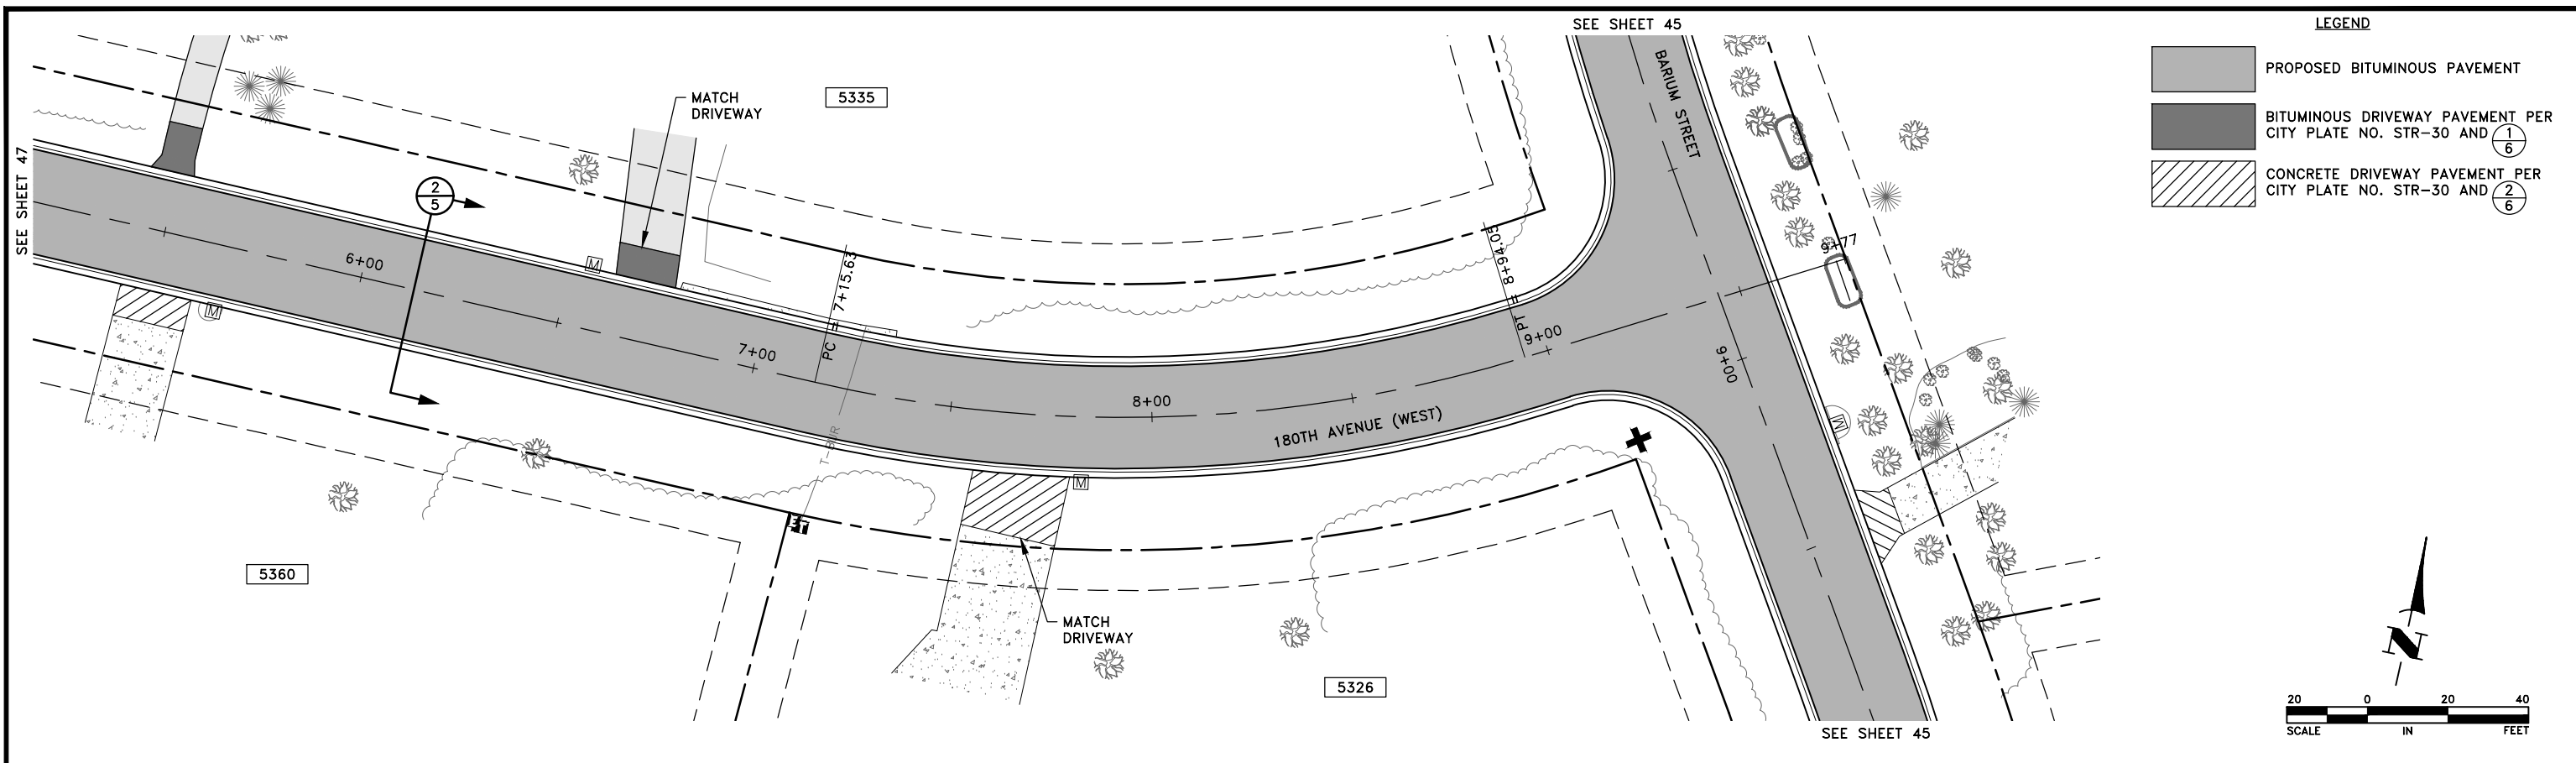 SEE SHEET 45
LEGEND
PROPOSED BITUMINOUS PAVEMENT
BITUMINOUS DRIVEWAY PAVEMENT PER
CITY PLATE NO. STR-30 AND 1
6
CONCRETE DRIVEWAY PAVEMENT PER
CITY PLATE NO. STR-30 AND 2
6
MATCH
DRIVEWAY
5335
BARIUM STREET
SEE SHEET 47
2
5
6+00
M
M
7+00
PC = 7+15.63
8+00
PT = 8+94.05
9+00
9+77
9+00
180TH AVENUE (WEST)
M
M
5360
MATCH
DRIVEWAY
5326
SEE SHEET 45
N
20 0 20 40
SCALE IN FEET